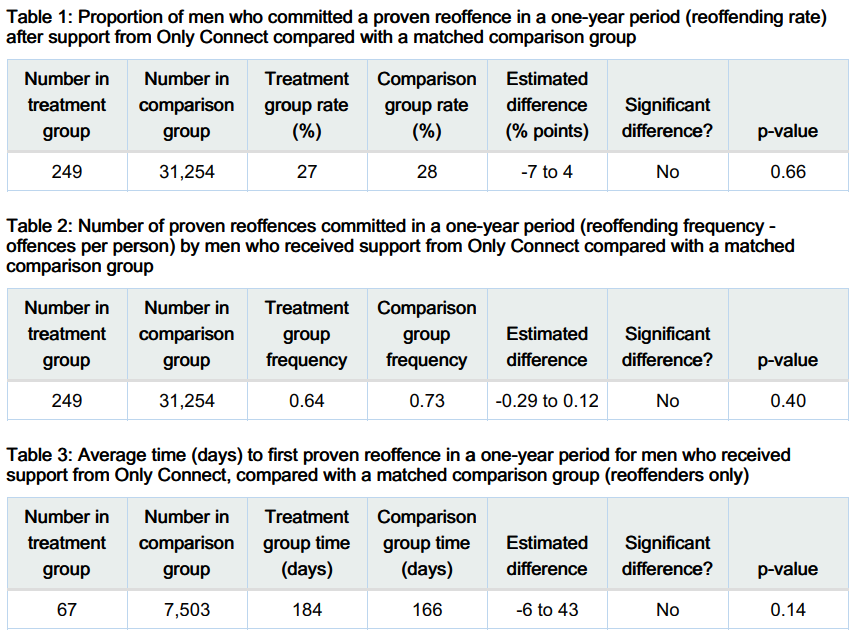 Table 1: Proportion of men who committed a proven reoffence in a one-year period (reoffending rate)
after support from Only Connect compared with a matched comparison group
Number in treatment group Number in comparison group Treatment group rate (%) Comparison group rate (%) Estimated difference (% points) Significant difference? p-value
249 31,254 27 28 -7 to 4 No 0.66
Table 2: Number of proven reoffences committed in a one-year period (reoffending frequency -
offences per person) by men who received support from Only Connect compared with a matched
comparison group
Number in treatment group Number in comparison group Treatment group frequency Comparison group frequency Estimated difference Significant difference? p-value
249 31,254 0.64 0.73 -0.29 to 0.12 No 0.40
Table 3: Average time (days) to first proven reoffence in a one-year period for men who received
support from Only Connect, compared with a matched comparison group (reoffenders only)
Number in treatment group Number in comparison group Treatment group time (days) Comparison group time (days) Estimated difference Significant difference? p-value
67 7,503 184 166 -6 to 43 No 0.14